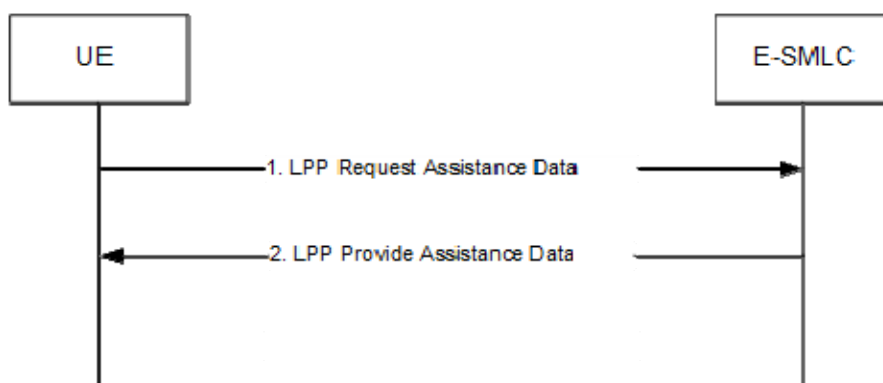 UE
E-SMLC
1. LPP Request Assistance Data
2. LPP Provide Assistance Data